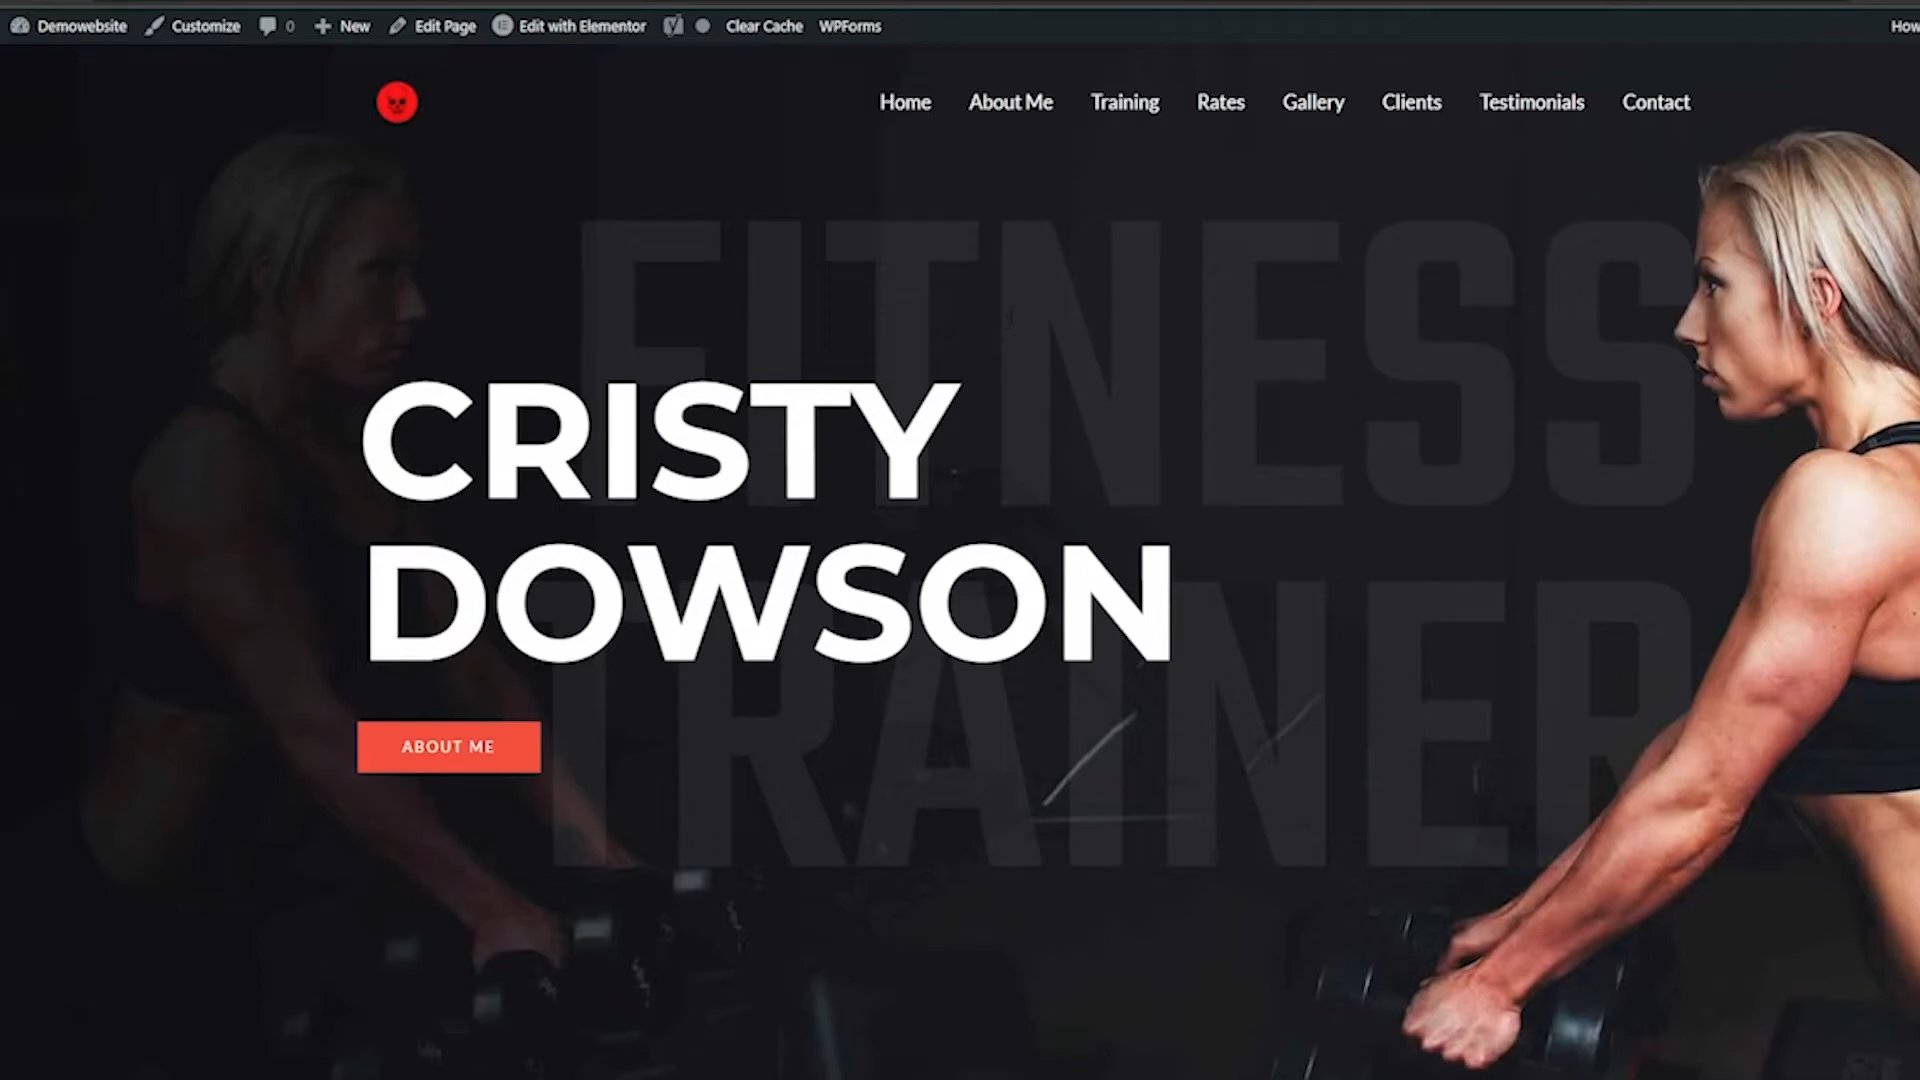 Demowebsite Customize 0 New Edit Page Edit with Elementor Clear Cache WPForms
Home About Me Training Rates Gallery Clients Testimonials Contact
FITNESS
CRISTY
DOWSON
TRAINER
ABOUT ME